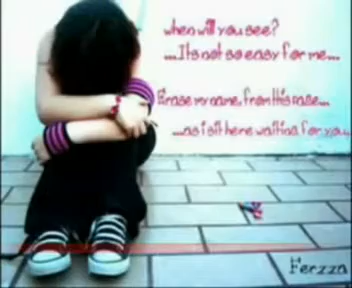 when will you see?
....It's not so easy for me...
Erase my name, from this page...
...as i sit here waiting for you
Ferzza